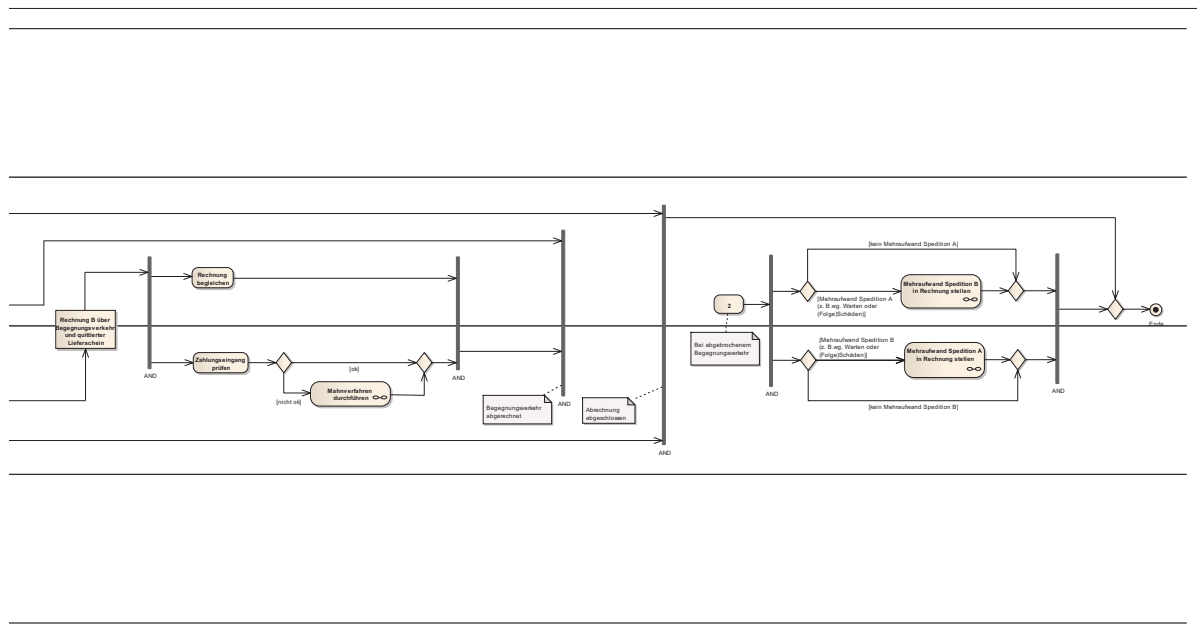 Rechnung B über
Begegnungsverkehr
und quittierter
Lieferschein
AND
Rechnung
begleichen
Zahlungseingang
prüfen
[ok]
[nicht ok]
Mahnverfahren
durchführen
AND
Begegnungsverkehr
abgerechnet
AND
Abrechnung
abgeschlossen
AND
2
Bei abgebrochenem
Begegnungsverkehr
AND
[kein Mehraufwand Spedition A]
[Mehraufwand Spedition A
(z. B.wg. Warten oder
(Folge)Schäden)]
Mehraufwand Spedition B
in Rechnung stellen
[Mehraufwand Spedition B
(z. B.wg. Warten oder
(Folge)Schäden)]
Mehraufwand Spedition A
in Rechnung stellen
[kein Mehraufwand Spedition B]
AND
Ende